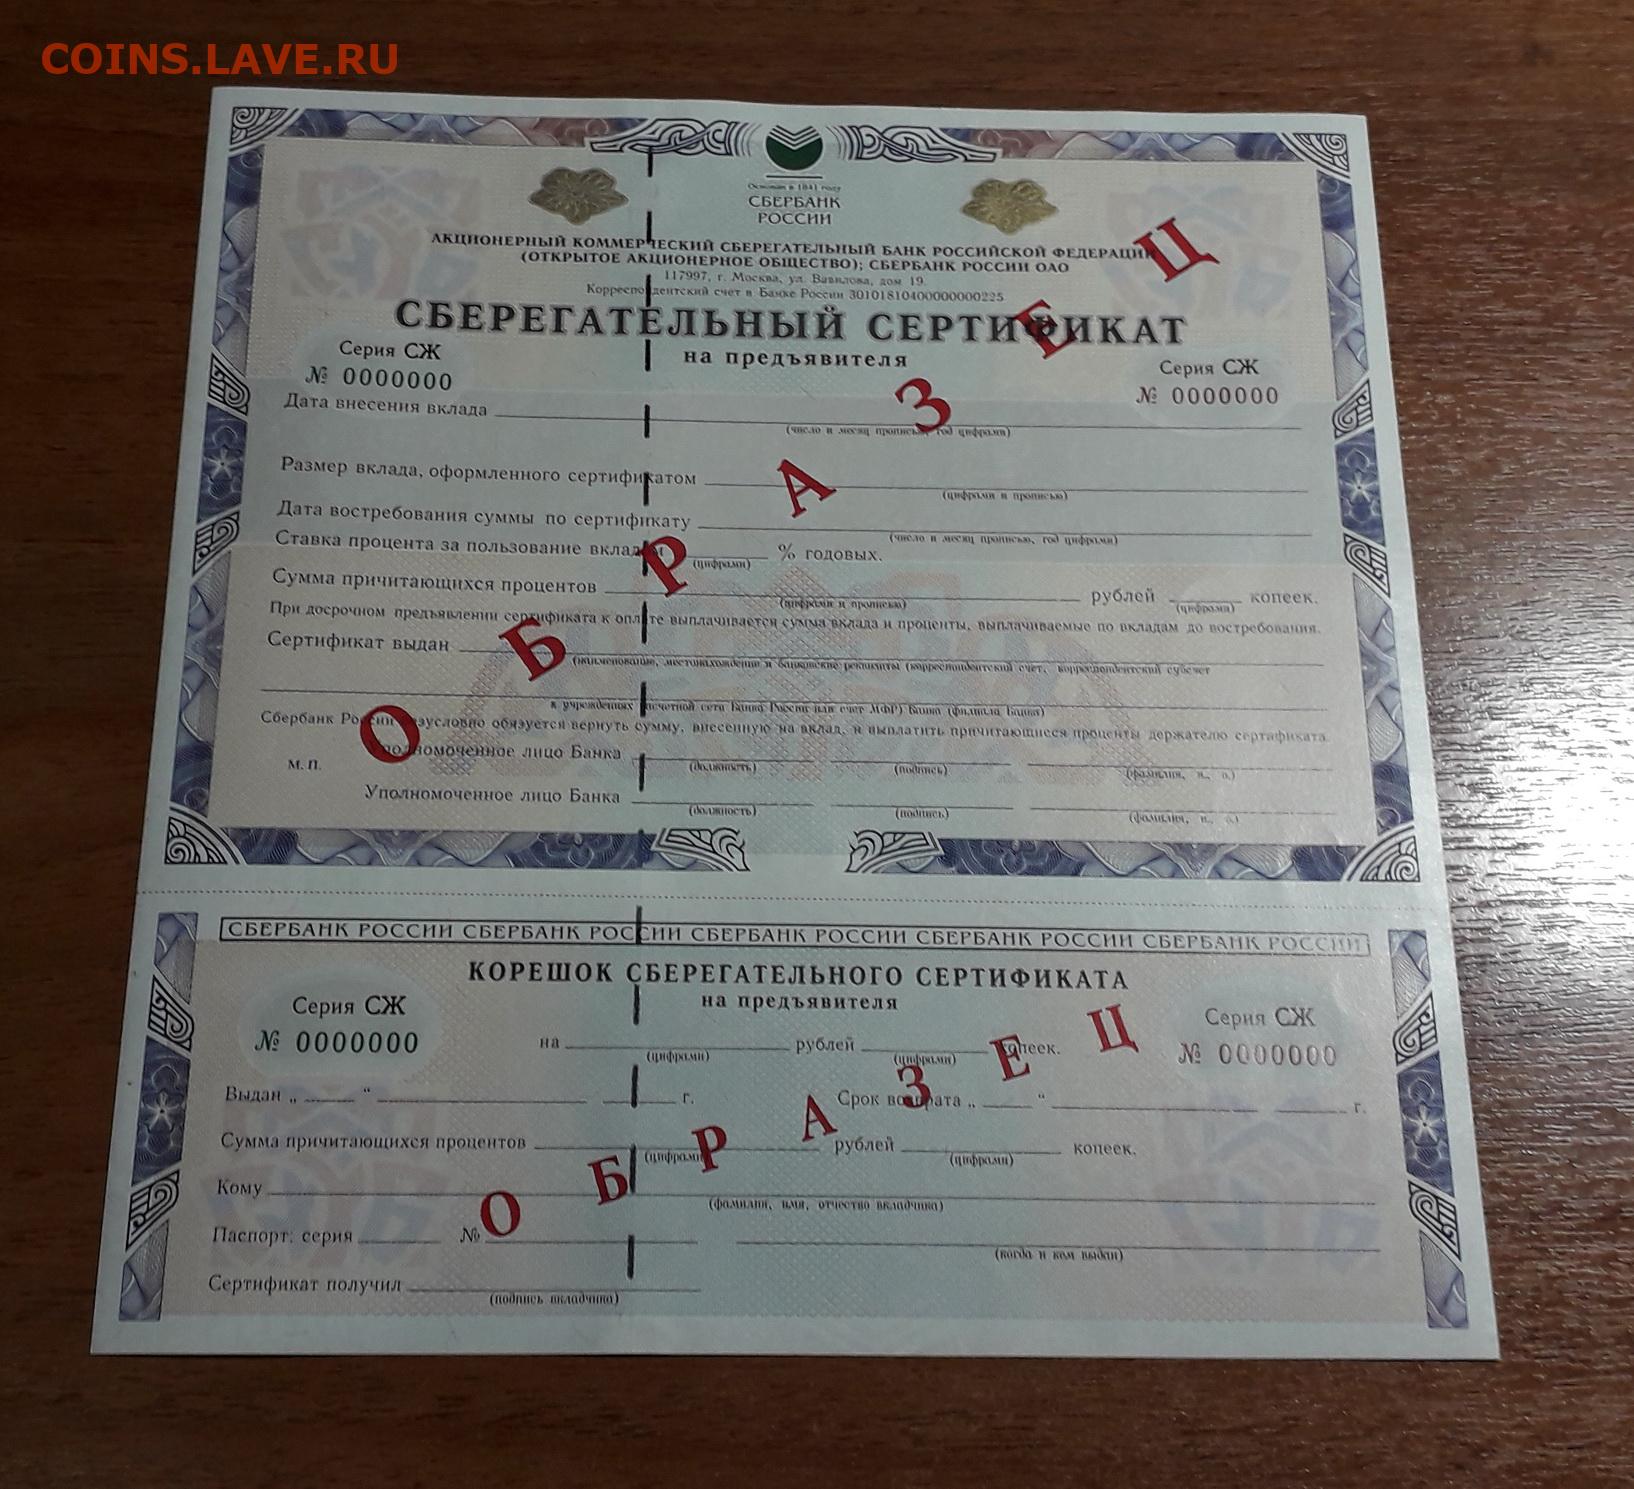 COINS.LAVE.RU
Основан в 1841 году
СБЕРБАНК
РОССИИ
АКЦИОНЕРНЫЙ КОММЕРЧЕСКИЙ СБЕРЕГАТЕЛЬНЫЙ БАНК РОССИЙСКОЙ ФЕДЕРАЦИИ
(ОТКРЫТОЕ АКЦИОНЕРНОЕ ОБЩЕСТВО); СБЕРБАНК РОССИИ ОАО
117997, г. Москва, ул. Вавилова, дом 19.
Корреспондентский счет в Банке России 30101810400000000225
СБЕРЕГАТЕЛЬНЫЙ СЕРТИФИКАТ
на предъявителя
Серия СЖ
№ 0000000
Серия СЖ
№ 0000000
Дата внесения вклада
(число и месяц прописью, год цифрами)
Размер вклада, оформленного сертификатом
(цифрами и прописью)
Дата востребования суммы по сертификату
(число и месяц прописью, год цифрами)
Ставка процента за пользование вкладом % годовых.
(цифрами)
Сумма причитающихся процентов рублей копеек.
(цифрами и прописью) (цифрами)
При досрочном предъявлении сертификата к оплате выплачивается сумма вклада и проценты, выплачиваемые по вкладам до востребования.
Сертификат выдан
(наименование, местонахождение и банковские реквизиты (корреспондентский счет, корреспондентский субсчет
в учреждениях расчетной сети Банка России или счет МФР) Банка (филиала Банка)
Сбербанк России безусловно обязуется вернуть сумму, внесенную на вклад, и выплатить причитающиеся проценты держателю сертификата.
Уполномоченное лицо Банка
(должность) (подпись) (фамилия, и., о.)
М.П.
Уполномоченное лицо Банка
(должность) (подпись) (фамилия, и., о.)
ОБРАЗЕЦ
СБЕРБАНК РОССИИ СБЕРБАНК РОССИИ СБЕРБАНК РОССИИ СБЕРБАНК РОССИИ СБЕРБАНК РОССИИ
КОРЕШОК СБЕРЕГАТЕЛЬНОГО СЕРТИФИКАТА
на предъявителя
Серия СЖ
№ 0000000
Серия СЖ
№ 0000000
на рублей копеек.
(цифрами) (цифрами)
Выдан „ “ г. Срок возврата „ “ г.
Сумма причитающихся процентов рублей копеек.
(цифрами) (цифрами)
Кому
(фамилия, имя, отчество вкладчика)
Паспорт: серия №
(когда и кем выдан)
Сертификат получил
(подпись вкладчика)
ОБРАЗЕЦ